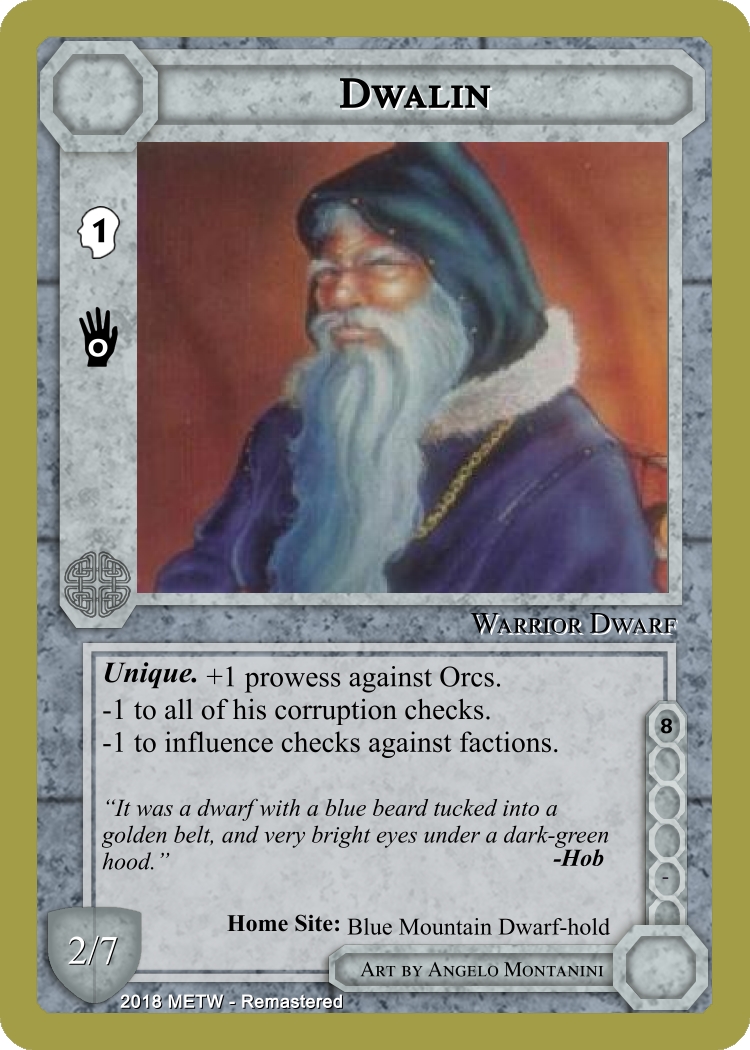 Dwalin
1
0
Warrior Dwarf
Unique. +1 prowess against Orcs.
-1 to all of his corruption checks.
-1 to influence checks against factions.
8
“It was a dwarf with a blue beard tucked into a
golden belt, and very bright eyes under a dark-green
hood.”
-Hob
-
Home Site: Blue Mountain Dwarf-hold
2/7
Art by Angelo Montanini
2018 METW - Remastered